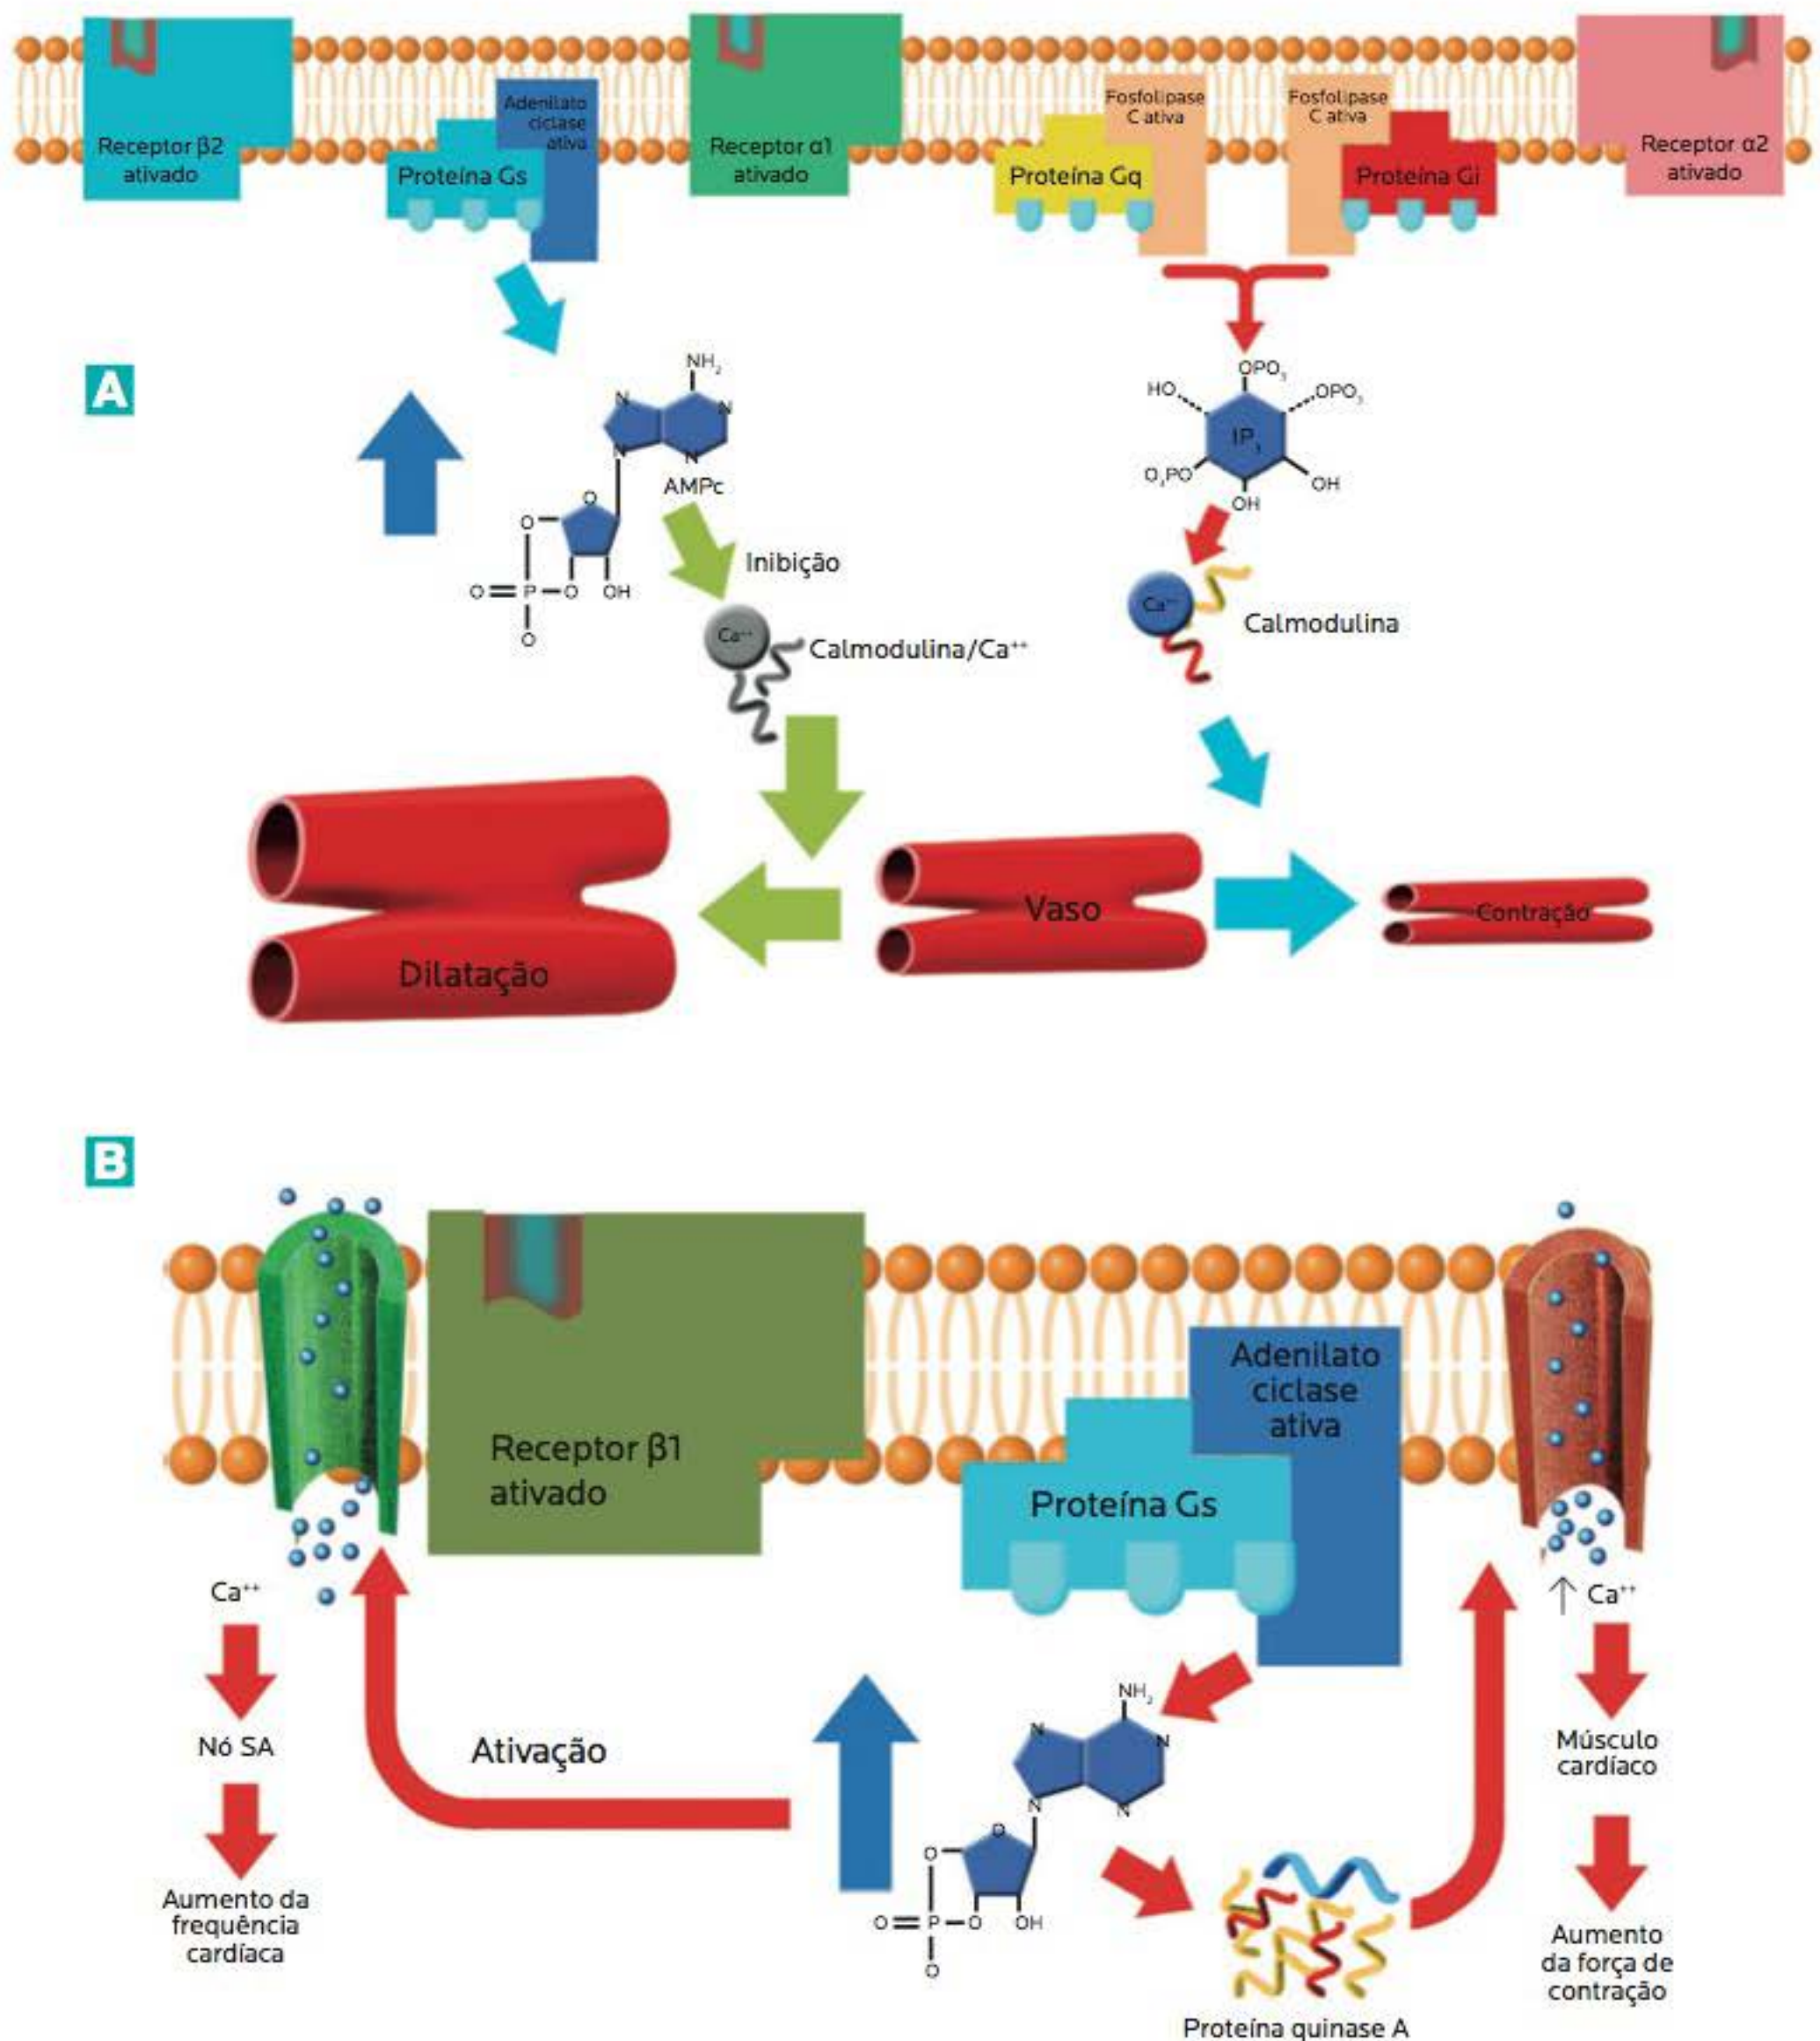 Receptor β2
ativado
Adenilato
ciclase
ativa
Proteína Gs
Receptor α1
ativado
Fosfolipase
C ativa
Proteína Gq
Fosfolipase
C ativa
Proteína Gi
Receptor α2
ativado
A
NH₂
N
N
N
N
AMPc
O
O
O=P-O
OH
O
Inibição
Ca⁺⁺
Calmodulina/Ca⁺⁺
OPO₃
HO
OPO₃
IP₃
O₃PO
OH
OH
Ca⁺⁺
Calmodulina
Vaso
Contração
Dilatação
B
Receptor β1
ativado
Adenilato
ciclase
ativa
Proteína Gs
Ca⁺⁺
↑ Ca⁺⁺
Nó SA
Ativação
Músculo
cardíaco
NH₂
N
N
N
N
O
O
O=P-O
OH
O
Aumento da
frequência
cardíaca
Aumento
da força de
contração
Proteína quinase A